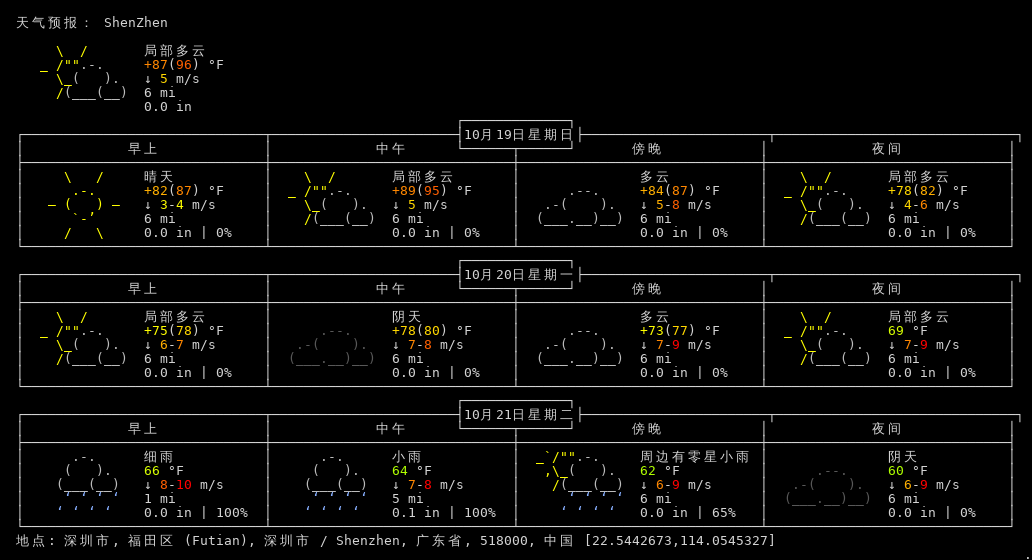 天气预报： ShenZhen
局部多云
+87(96) °F
↓ 5 m/s
6 mi
0.0 in
10月19日星期日
早上 中午 傍晚 夜间
晴天 局部多云 多云 局部多云
+82(87) °F +89(95) °F +84(87) °F +78(82) °F
↓ 3-4 m/s ↓ 5 m/s ↓ 5-8 m/s ↓ 4-6 m/s
6 mi 6 mi 6 mi 6 mi
0.0 in | 0% 0.0 in | 0% 0.0 in | 0% 0.0 in | 0%
10月20日星期一
早上 中午 傍晚 夜间
局部多云 阴天 多云 局部多云
+75(78) °F +78(80) °F +73(77) °F 69 °F
↓ 6-7 m/s ↓ 7-8 m/s ↓ 7-9 m/s ↓ 7-9 m/s
6 mi 6 mi 6 mi 6 mi
0.0 in | 0% 0.0 in | 0% 0.0 in | 0% 0.0 in | 0%
10月21日星期二
早上 中午 傍晚 夜间
细雨 小雨 周边有零星小雨 阴天
66 °F 64 °F 62 °F 60 °F
↓ 8-10 m/s ↓ 7-8 m/s ↓ 6-9 m/s ↓ 6-9 m/s
1 mi 5 mi 6 mi 6 mi
0.0 in | 100% 0.1 in | 100% 0.0 in | 65% 0.0 in | 0%
地点: 深圳市, 福田区 (Futian), 深圳市 / Shenzhen, 广东省, 518000, 中国 [22.5442673,114.0545327]